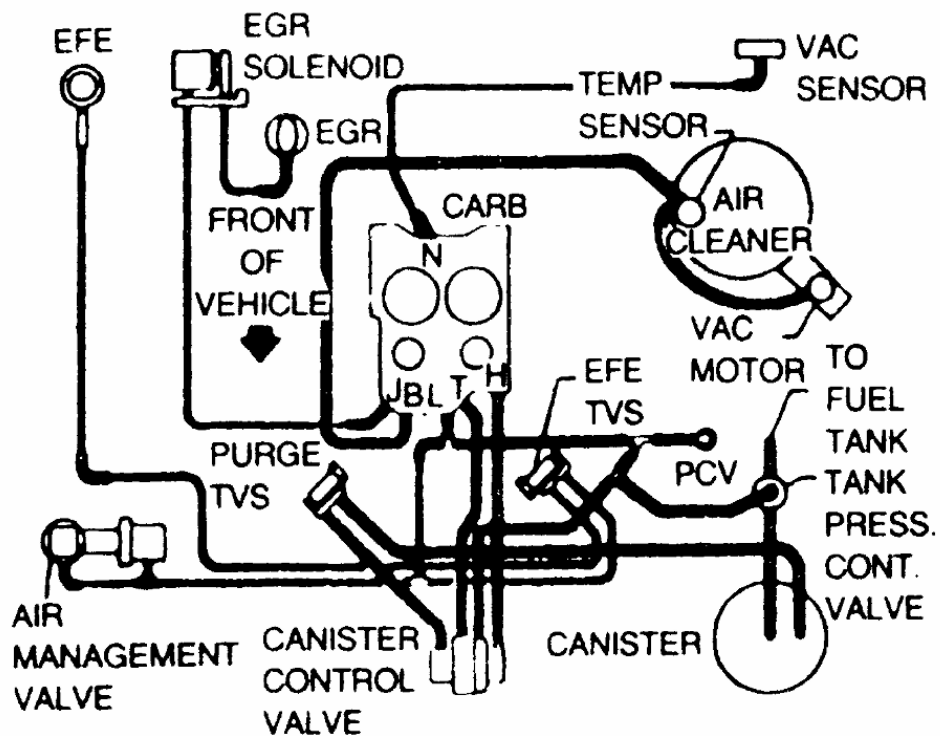 EFE
EGR
SOLENOID
EGR
TEMP
SENSOR
VAC
SENSOR
FRONT
OF
VEHICLE
CARB
N
AIR
CLEANER
VAC
MOTOR
J
BL
T
H
EFE
TVS
TO
FUEL
TANK
TANK
PRESS.
CONT.
VALVE
PURGE
TVS
PCV
AIR
MANAGEMENT
VALVE
CANISTER
CONTROL
VALVE
CANISTER